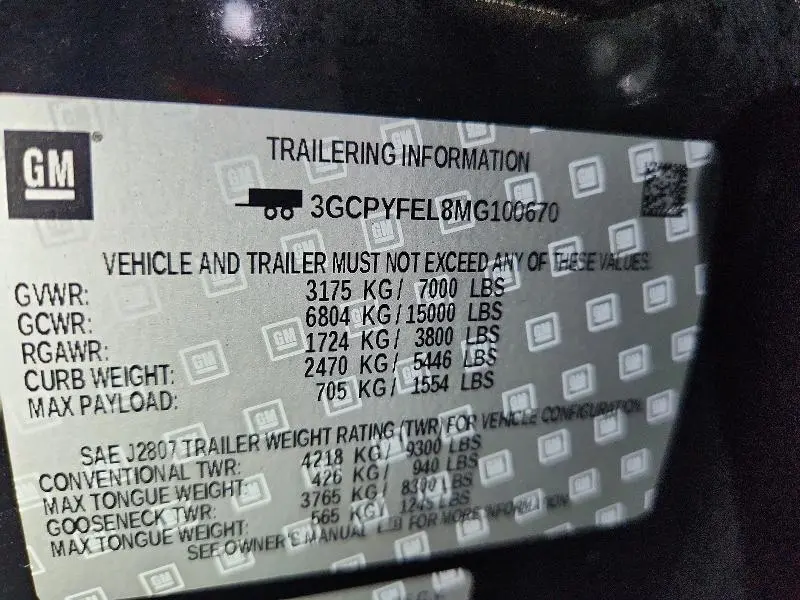 GM
TRAILERING INFORMATION
3GCPYFEL8MG100670
VEHICLE AND TRAILER MUST NOT EXCEED ANY OF THESE VALUES.
GVWR: 3175 KG / 7000 LBS
GCWR: 6804 KG / 15000 LBS
RGAWR: 1724 KG / 3800 LBS
CURB WEIGHT: 2470 KG / 5446 LBS
MAX PAYLOAD: 705 KG / 1554 LBS
SAE J2807 TRAILER WEIGHT RATING (TWR) FOR VEHICLE CONFIGURATION.
CONVENTIONAL TWR: 4218 KG / 9300 LBS
MAX TONGUE WEIGHT: 426 KG / 940 LBS
GOOSENECK TWR: 3765 KG / 8300 LBS
MAX TONGUE WEIGHT: 565 KG / 1245 LBS
SEE OWNER'S MANUAL FOR MORE INFORMATION